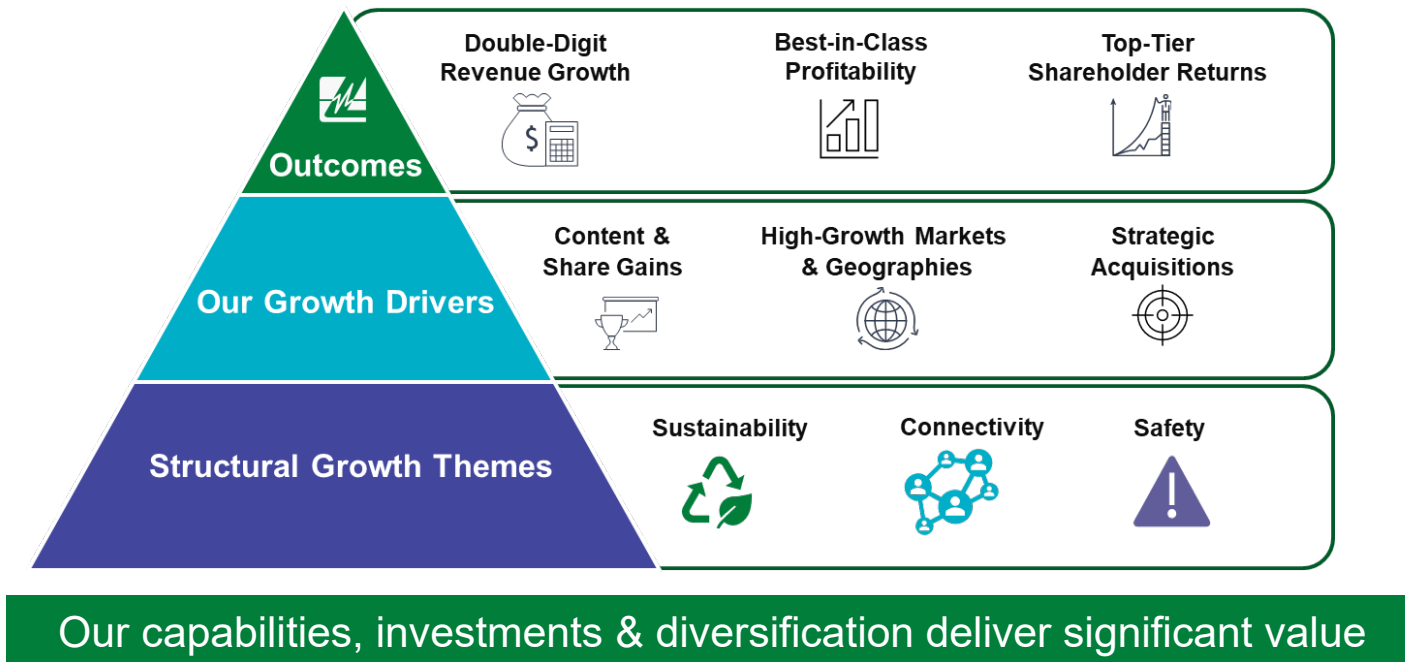 Outcomes
Double-Digit
Revenue Growth
$
Best-in-Class
Profitability
Top-Tier
Shareholder Returns
Our Growth Drivers
Content &
Share Gains
High-Growth Markets
& Geographies
Strategic
Acquisitions
Structural Growth Themes
Sustainability
Connectivity
Safety
!
Our capabilities, investments & diversification deliver significant value